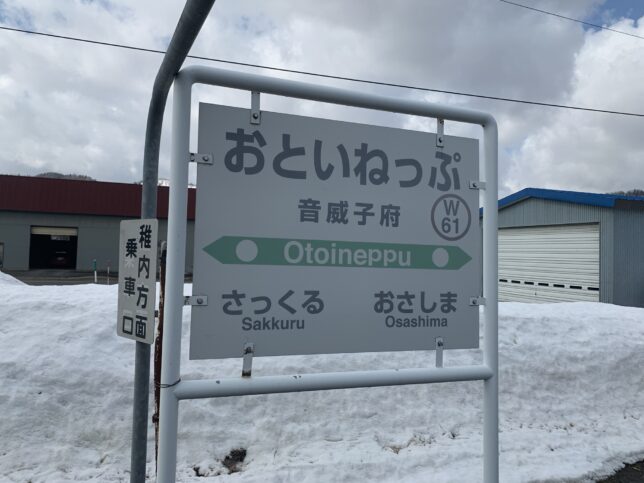 おといねっぷ
音威子府
W
61
Otoineppu
さっくる
Sakkuru
おさしま
Osashima
稚内方面
乗車口